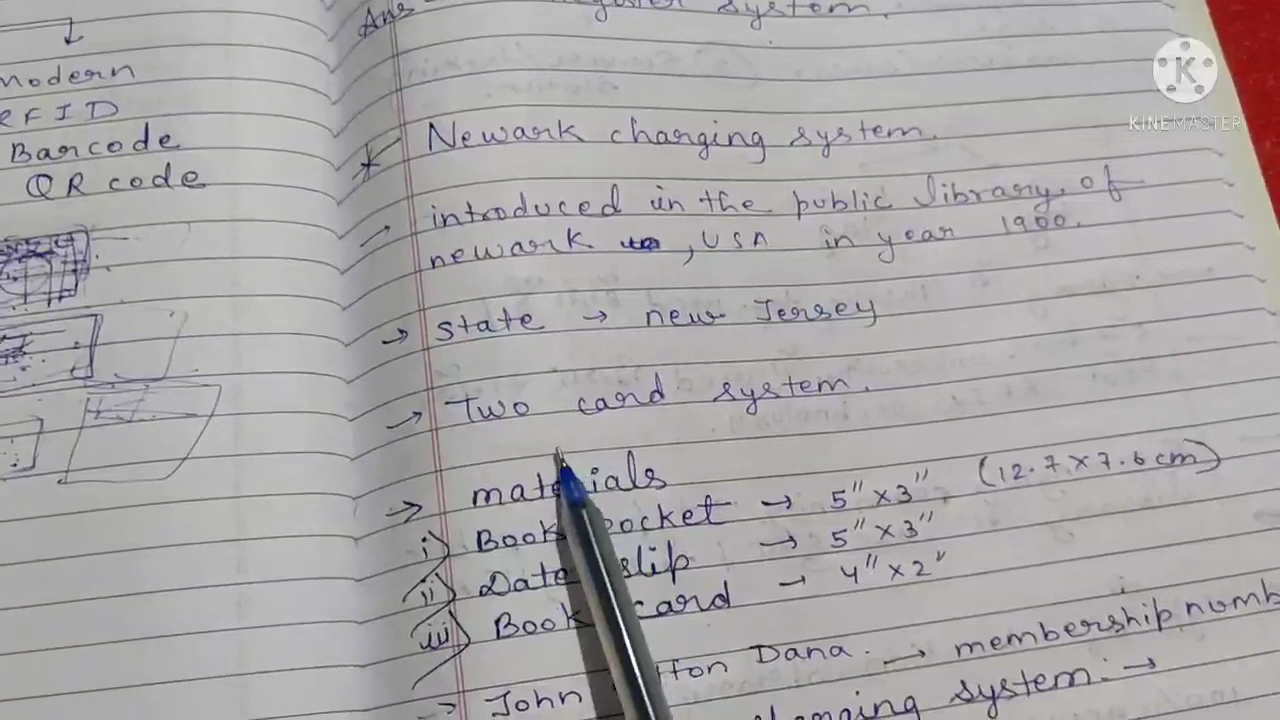 modern
RFID
Barcode
QR code
Ans system.
* Newark charging system.
→ introduced in the public library of
newark , USA in year 1900.
→ state → new Jersey
→ Two card system.
→ materials
i) Book pocket → 5" x 3" (12.7 x 7.6 cm)
ii) Date slip → 5" x 3"
iii) Book card → 4" x 2"
→ John Dana. → membership
system: →
K
KINEMASTER